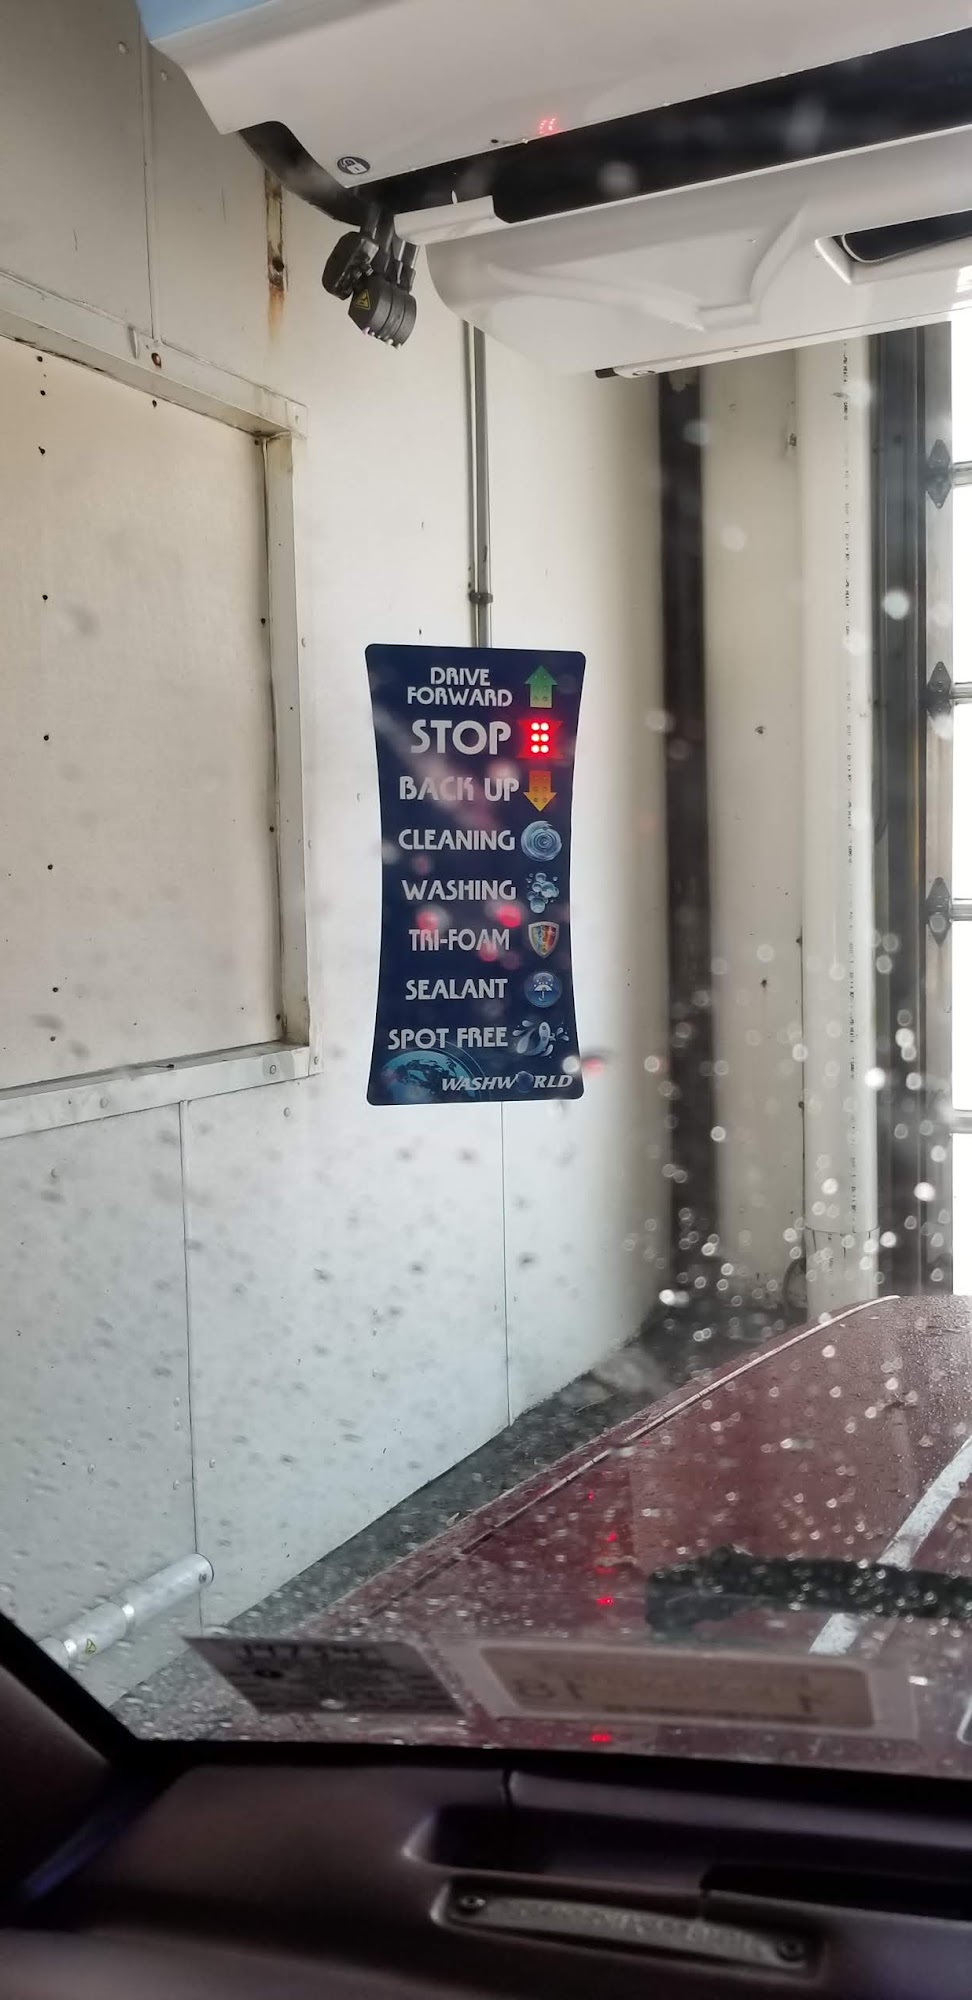 DRIVE
FORWARD
STOP
BACK UP
CLEANING
WASHING
TRI-FOAM
SEALANT
SPOT FREE
WASHWORLD